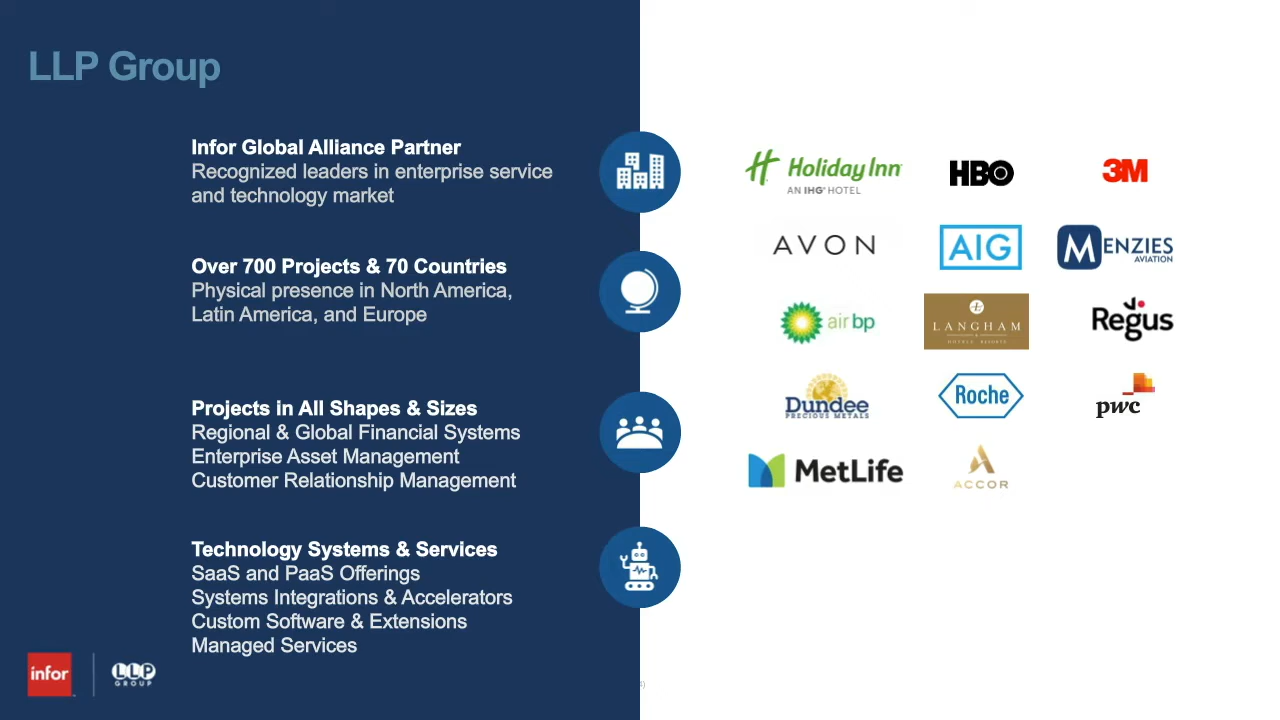 LLP Group
Infor Global Alliance Partner
Recognized leaders in enterprise service
and technology market
Over 700 Projects & 70 Countries
Physical presence in North America,
Latin America, and Europe
Projects in All Shapes & Sizes
Regional & Global Financial Systems
Enterprise Asset Management
Customer Relationship Management
Technology Systems & Services
SaaS and PaaS Offerings
Systems Integrations & Accelerators
Custom Software & Extensions
Managed Services
infor
LLP
GROUP
H Holiday Inn
AN IHG® HOTEL
HBO
3M
AVON
AIG
MENZIES
AVIATION
air bp
LANGHAM
HOTELS RESORTS
Regus
Dundee
PRECIOUS METALS
Roche
pwc
MetLife
ACCOR